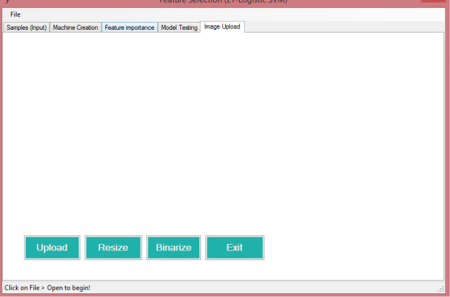 Feature Selection (L1-Logistic SVM)
File
Samples (Input) Machine Creation Feature importance Model Testing Image Upload
Upload Resize Binarize Exit
Click on File > Open to begin!